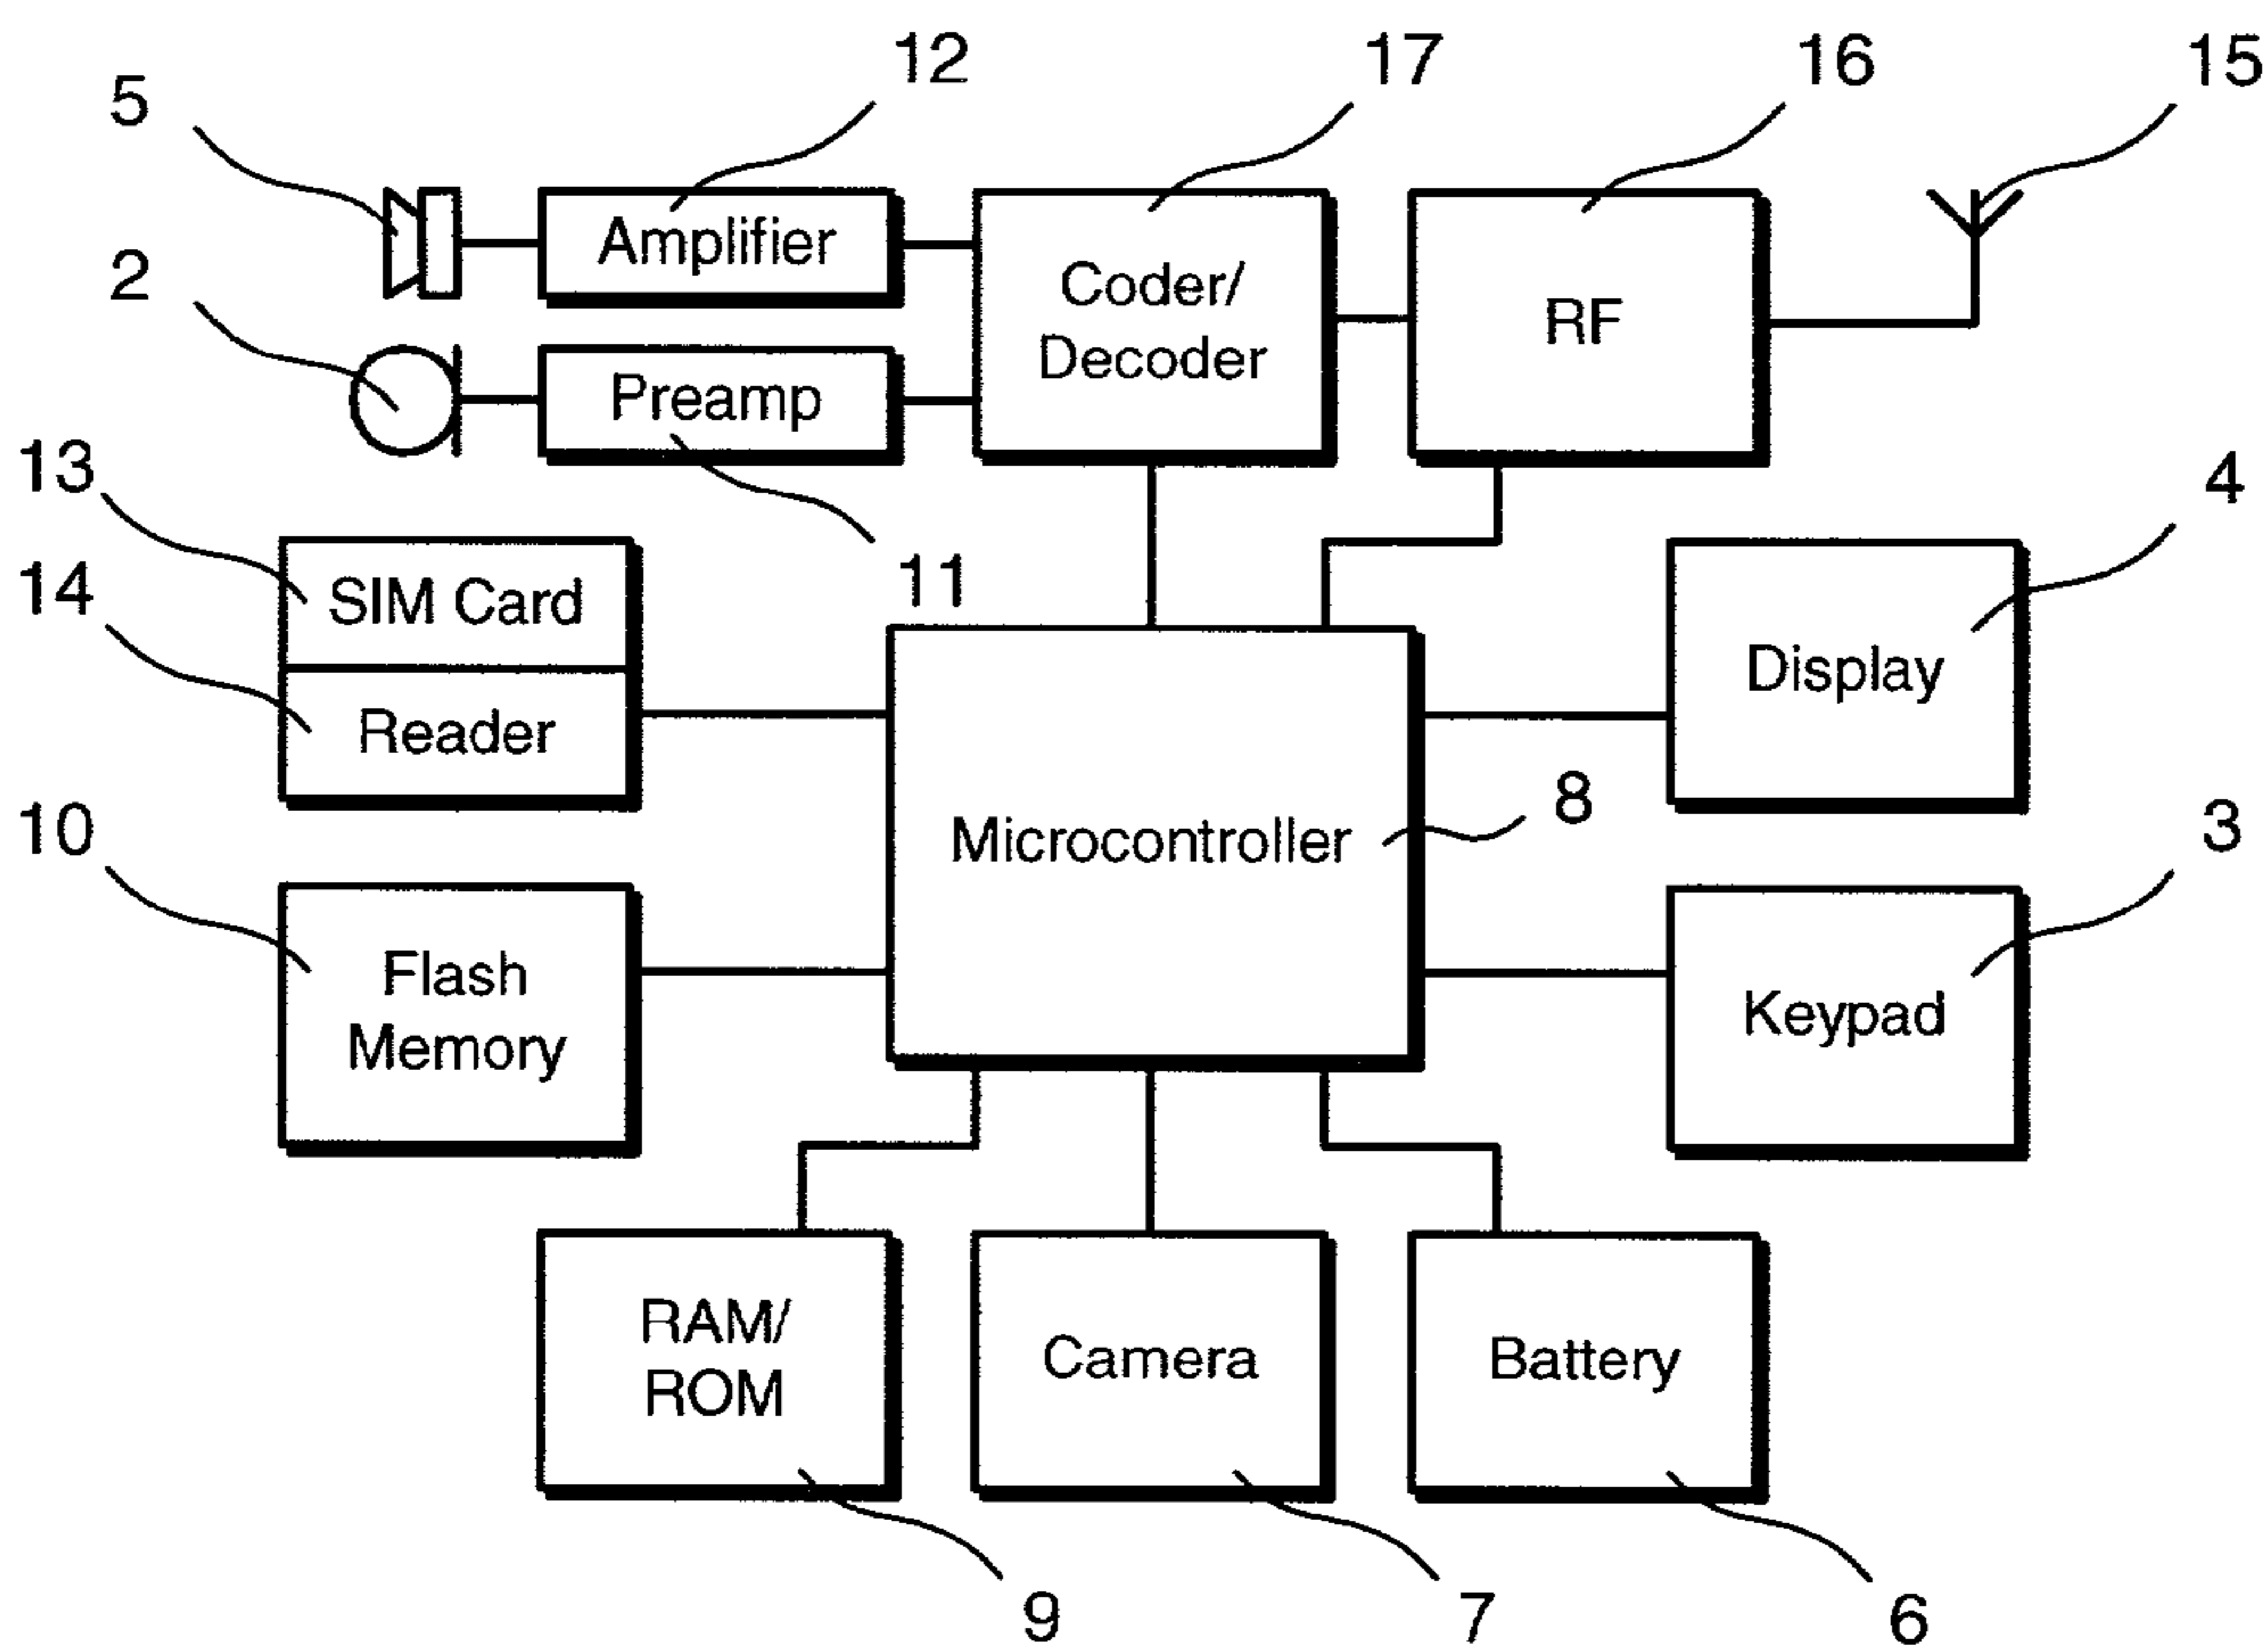 12
17
16
15
5
Amplifier
Coder/
Decoder
RF
2
Preamp
13
4
SIM Card
11
14
Display
Reader
8
Microcontroller
10
3
Flash
Memory
Keypad
RAM/
ROM
Camera
Battery
9
7
6